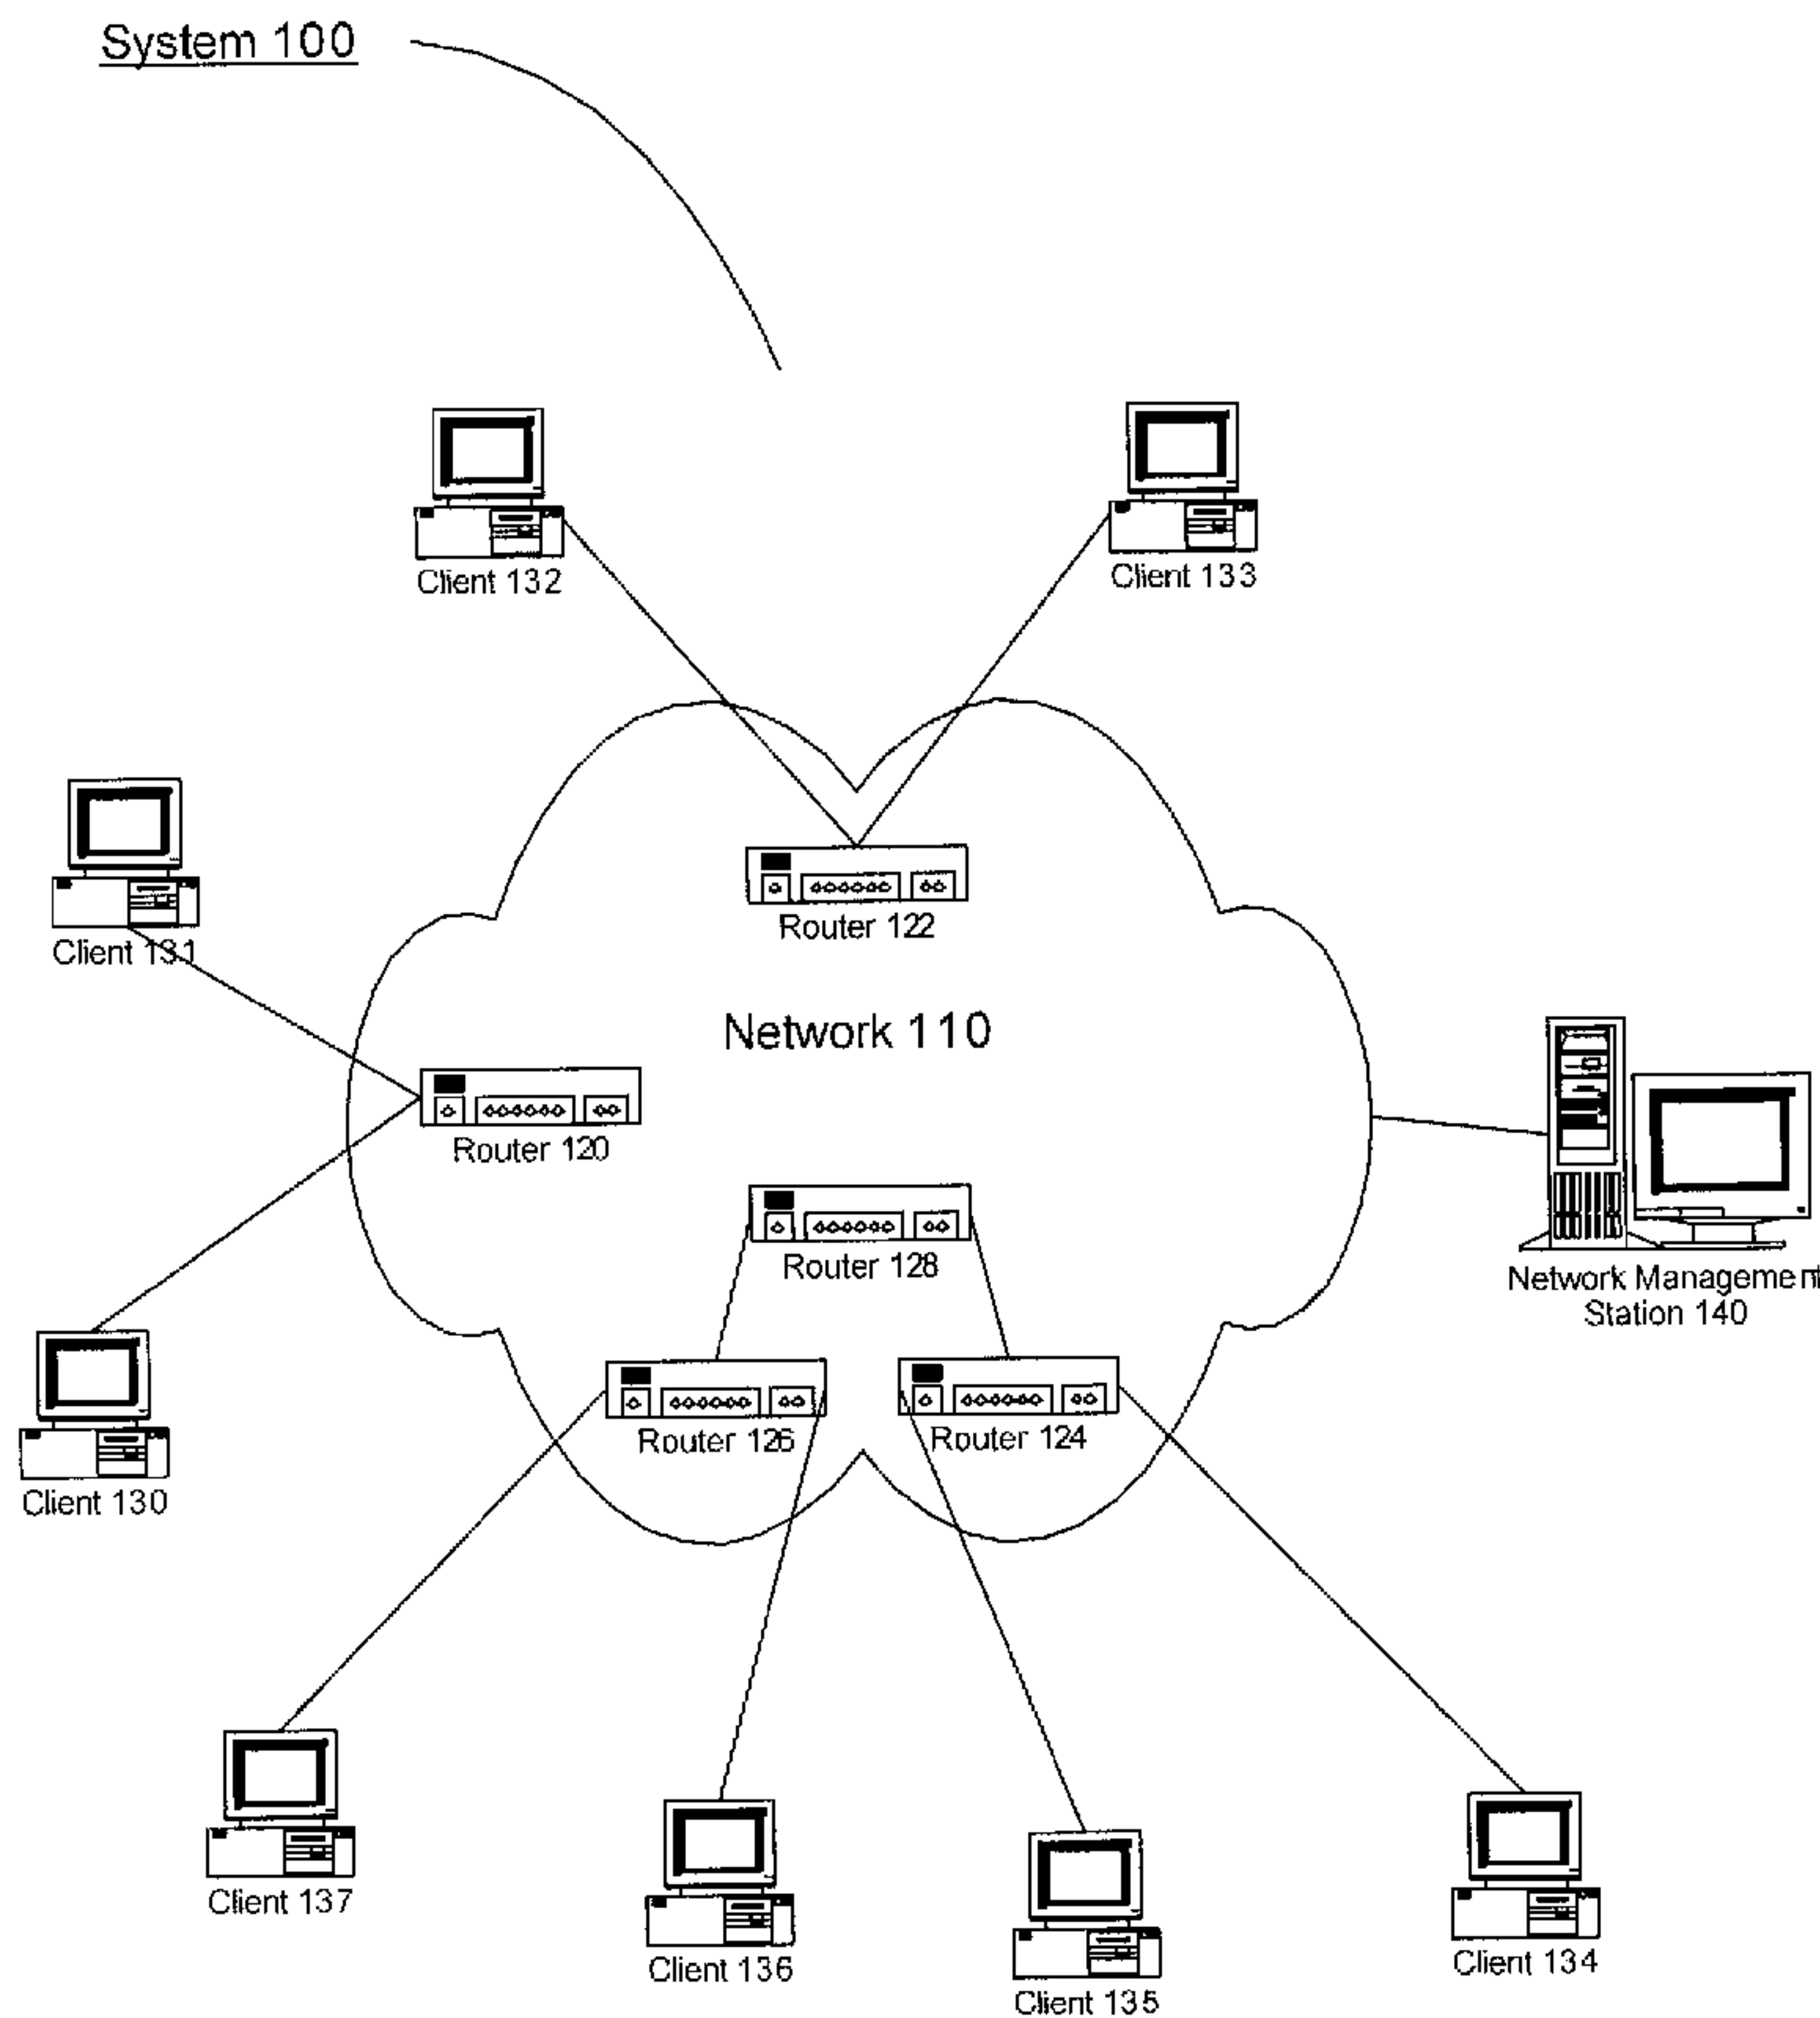 System 100
Client 132
Client 133
Client 131
Router 122
Network 110
Router 120
Router 128
Network Management
Station 140
Router 126
Router 124
Client 130
Client 137
Client 136
Client 135
Client 134